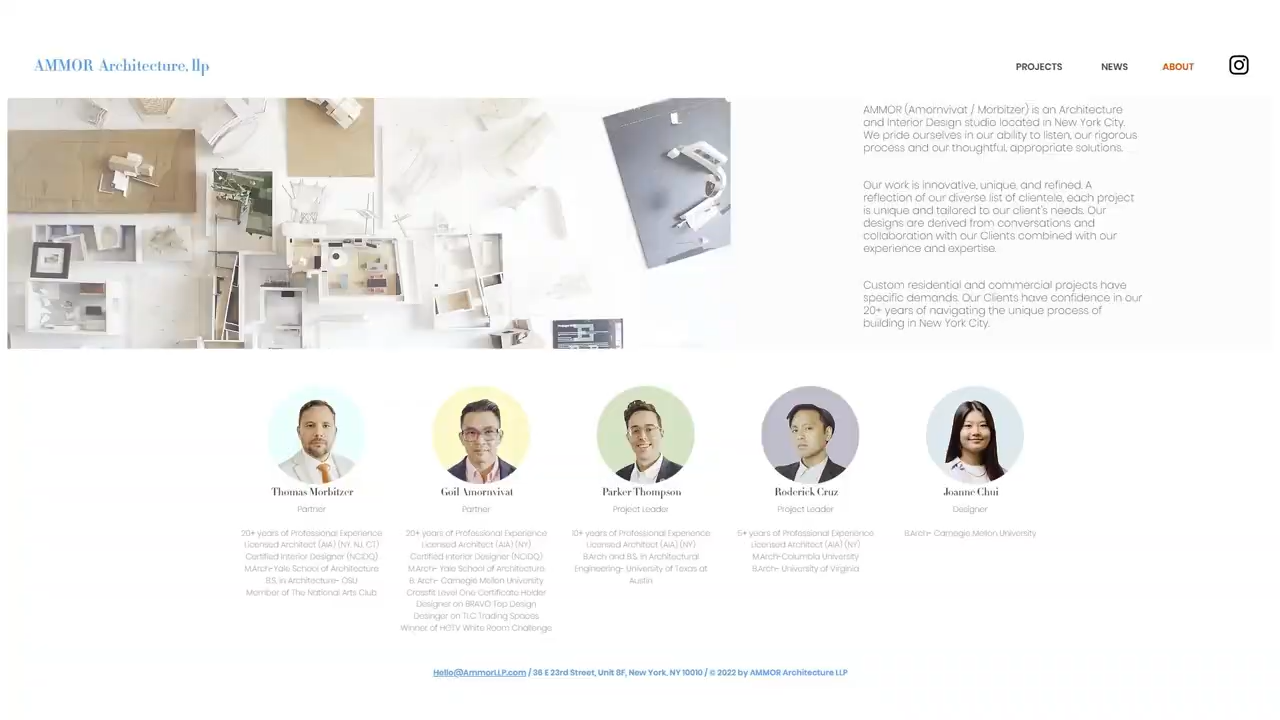 AMMOR Architecture, llp
PROJECTS
NEWS
ABOUT
AMMOR (Amornvivat / Morbitzer) is an Architecture
and Interior Design studio located in New York City.
We pride ourselves in our ability to listen, our rigorous
process and our thoughtful, appropriate solutions.
Our work is innovative, unique, and refined. A
reflection of our diverse list of clientele, each project
is unique and tailored to our client's needs. Our
designs are derived from conversations and
collaboration with our Clients combined with our
experience and expertise.
Custom residential and commercial projects have
specific demands. Our Clients have confidence in our
20+ years of navigating the unique process of
building in New York City.
Thomas Morbitzer
Partner
20+ years of Professional Experience
Licensed Architect (AIA) (NY, NJ, CT)
Certified Interior Designer (NCIDQ)
M.Arch- Yale School of Architecture
B.S. in Architecture- OSU
Member of The National Arts Club
Goil Amornvivat
Partner
20+ years of Professional Experience
Licensed Architect (AIA) (NY)
Certified Interior Designer (NCIDQ)
M.Arch- Yale School of Architecture
B. Arch- Carnegie Mellon University
Crossfit Level One Certificate Holder
Designer on BRAVO Top Design
Desinger on TLC Trading Spaces
Winner of HGTV White Room Challenge
Parker Thompson
Project Leader
10+ years of Professional Experience
Licensed Architect (AIA) (NY)
B.Arch and B.S. in Architectural
Engineering- University of Texas at
Austin
Roderick Cruz
Project Leader
5+ years of Professional Experience
Licensed Architect (AIA) (NY)
M.Arch-Columbia University
B.Arch- University of Virginia
Joanne Chui
Designer
B.Arch- Carnegie Mellon University
Hello@AmmorLLP.com / 36 E 23rd Street, Unit 8F, New York, NY 10010 / © 2022 by AMMOR Architecture LLP